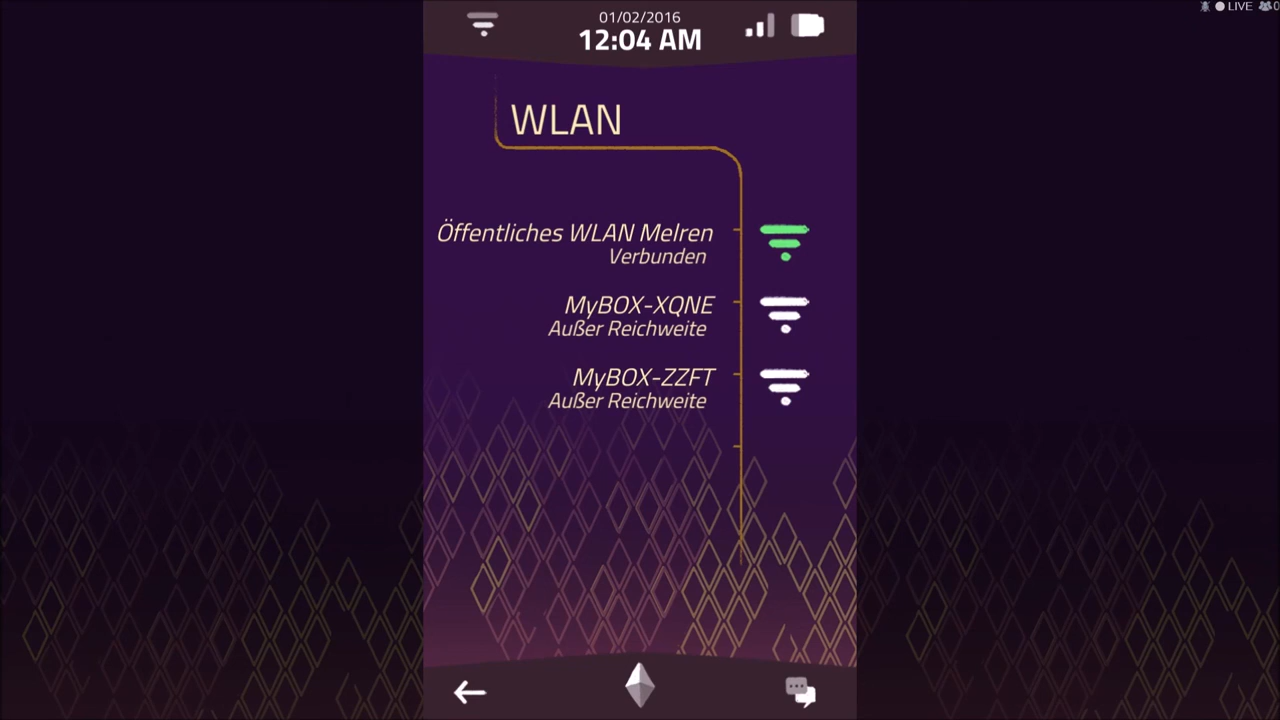 LIVE
0
01/02/2016
12:04 AM
WLAN
Öffentliches WLAN Melren
Verbunden
MyBOX-XQNE
Außer Reichweite
MyBOX-ZZFT
Außer Reichweite